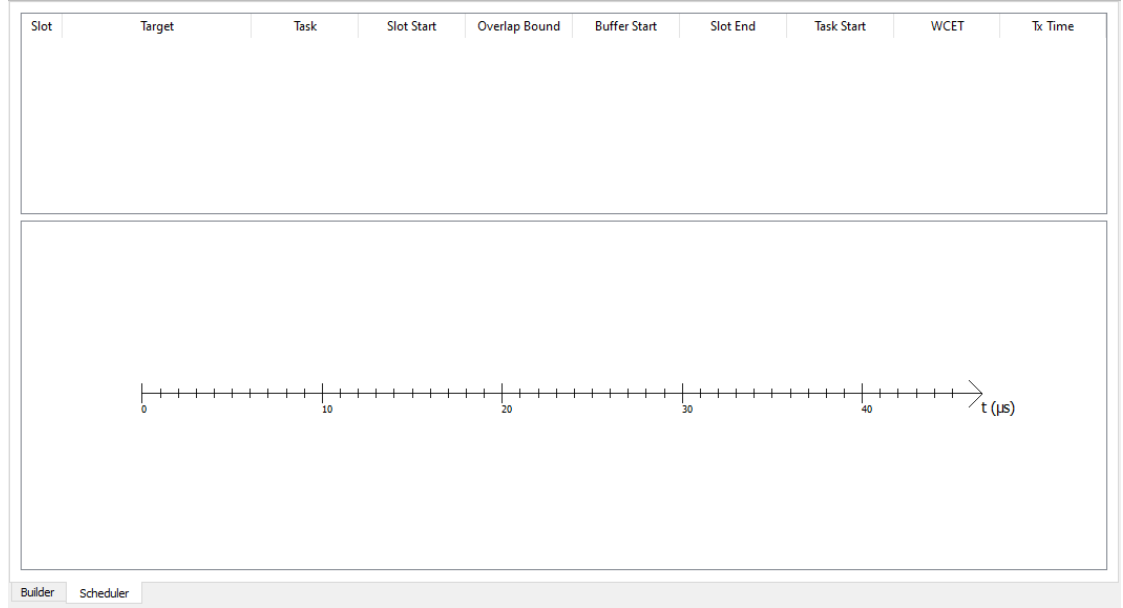 Slot Target Task Slot Start Overlap Bound Buffer Start Slot End Task Start WCET Tx Time
0 10 20 30 40 t (µs)
Builder Scheduler